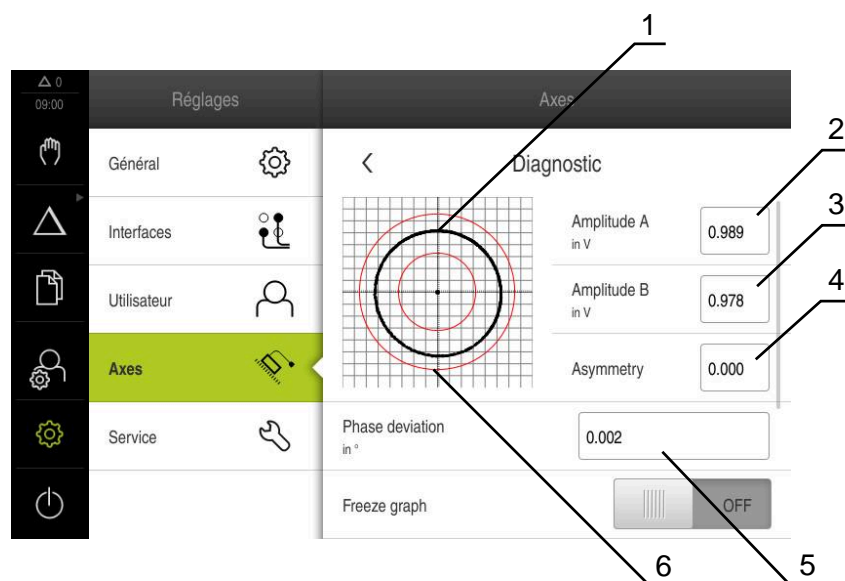 1
△ 0
09:00
Réglages
Axes
2
Général
Diagnostic
3
Interfaces
Amplitude A
in V
0.989
4
Utilisateur
Amplitude B
in V
0.978
Axes
Asymmetry
0.000
Service
Phase deviation
in °
0.002
Freeze graph
OFF
6
5